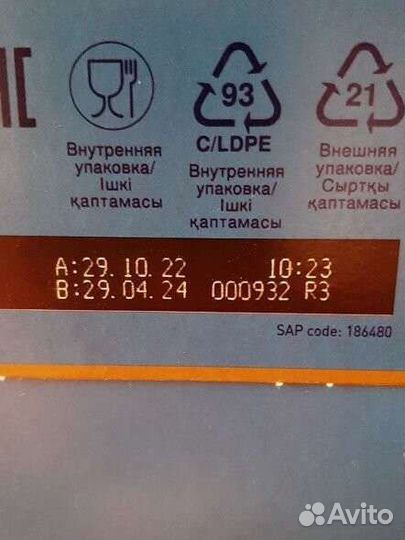 93
21
C/LDPE
Внутренняя
упаковка/
Ішкі
қаптамасы
Внутренняя
упаковка/
Ішкі
қаптамасы
Внешняя
упаковка/
Сыртқы
қаптамасы
A:29.10.22 10:23
B:29.04.24 000932 R3
SAP code: 186480
Avito